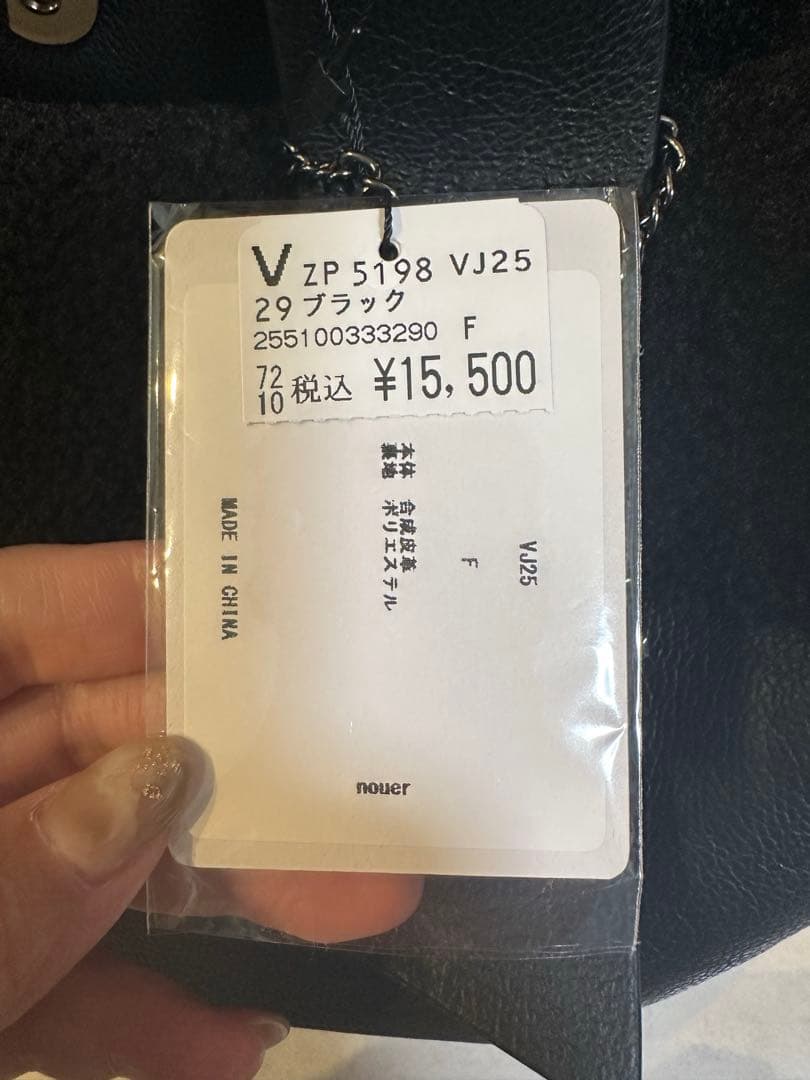 V ZP 5198 VJ25
29 ブラック
255100333290 F
72
10 税込 ¥15,500
VJ25
F
本体 合成皮革
裏地 ポリエステル
MADE IN CHINA
nouer